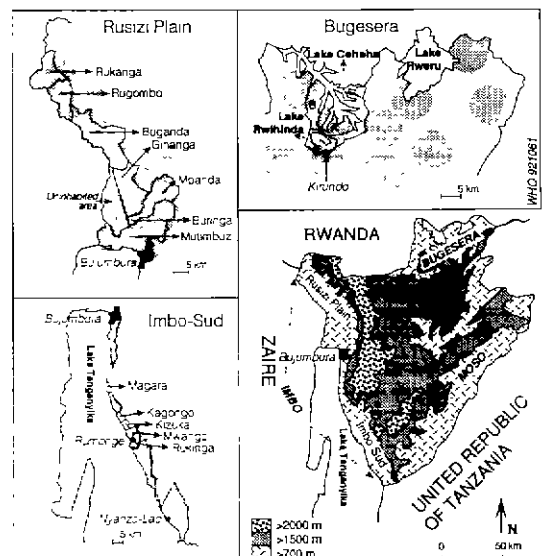 Rusizi Plain
Rukanga
Rugombo
Buganda
Gihanga
Mpanda
Uninhabited
area
Buringa
Mutimbuz
Bujumbura
5 km
Bugesera
Lake Cohoha
Lake
Rweru
Lake
Rwihinda
Kirundo
5 km
WHO 921061
Bujumbura
Imbo-Sud
Lake Tanganyika
Magara
Kagongo
Kizuka
Mwange
Rumonge
Rukinga
Nyanza-Lac
5 km
RWANDA
BUGESERA
Rusizi Plain
ZAIRE
Bujumbura
IMBO
MOSO
Imbo Sud
Lake Tanganyika
UNITED REPUBLIC
OF TANZANIA
>2000 m
>1500 m
>700 m
N
0 50 km